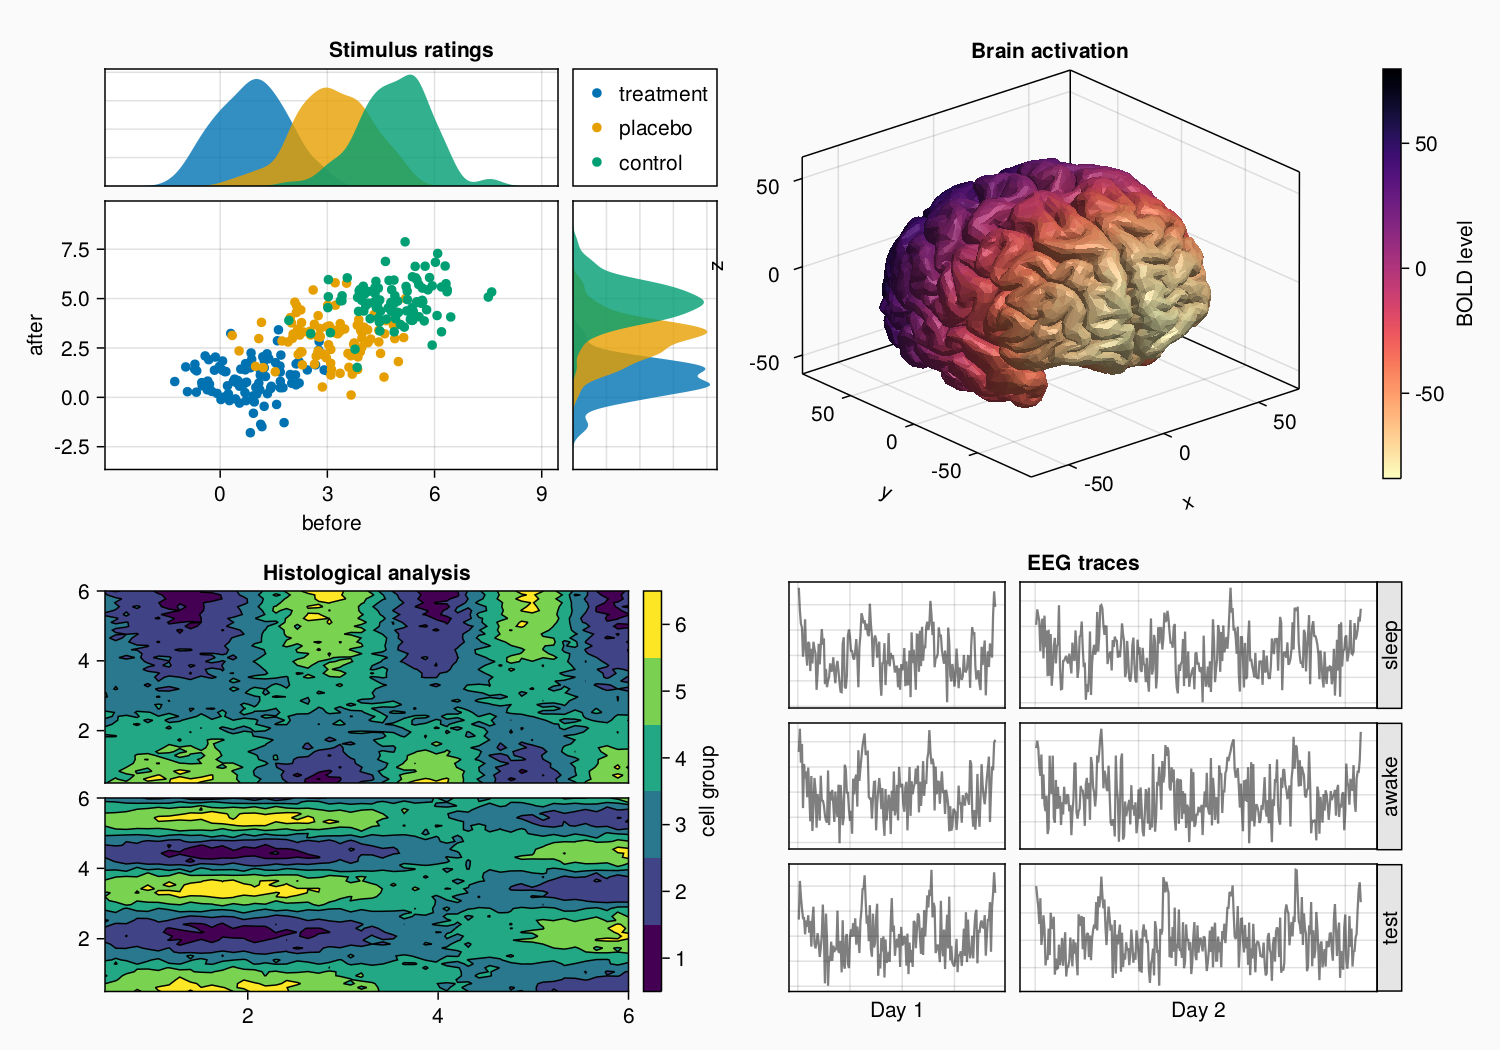 Stimulus ratings
treatment
placebo
control
7.5
5.0
2.5
0.0
-2.5
after
0
3
6
9
before
Brain activation
50
0
-50
z
50
0
-50
y
-50
0
50
x
50
0
-50
BOLD level
Histological analysis
6
4
2
6
4
2
2
4
6
6
5
4
3
2
1
cell group
EEG traces
sleep
awake
test
Day 1
Day 2